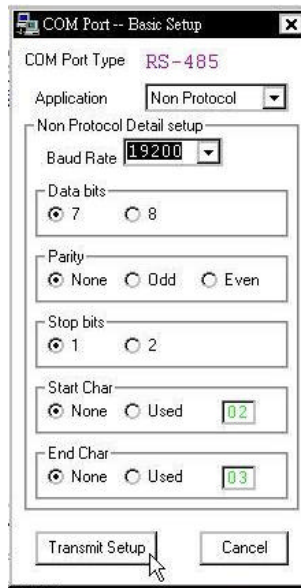 COM Port -- Basic Setup
COM Port Type RS-485
Application Non Protocol
Non Protocol Detail setup
Baud Rate 19200
Data bits
7 8
Parity
None Odd Even
Stop bits
1 2
Start Char
None Used 02
End Char
None Used 03
Transmit Setup Cancel